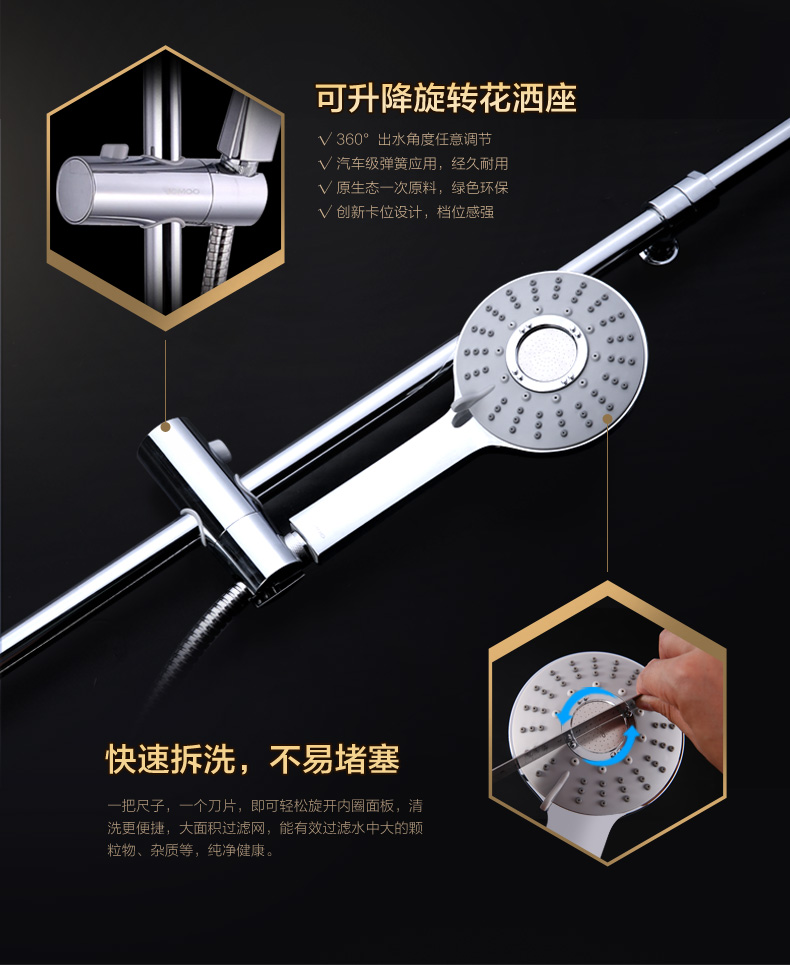 可升降旋转花洒座
√ 360° 出水角度任意调节
√ 汽车级弹簧应用，经久耐用
√ 原生态一次原料，绿色环保
√ 创新卡位设计，档位感强
快速拆洗，不易堵塞
一把尺子，一个刀片，即可轻松旋开内圈面板，清
洗更便捷，大面积过滤网，能有效过滤水中大的颗
粒物、杂质等，纯净健康。